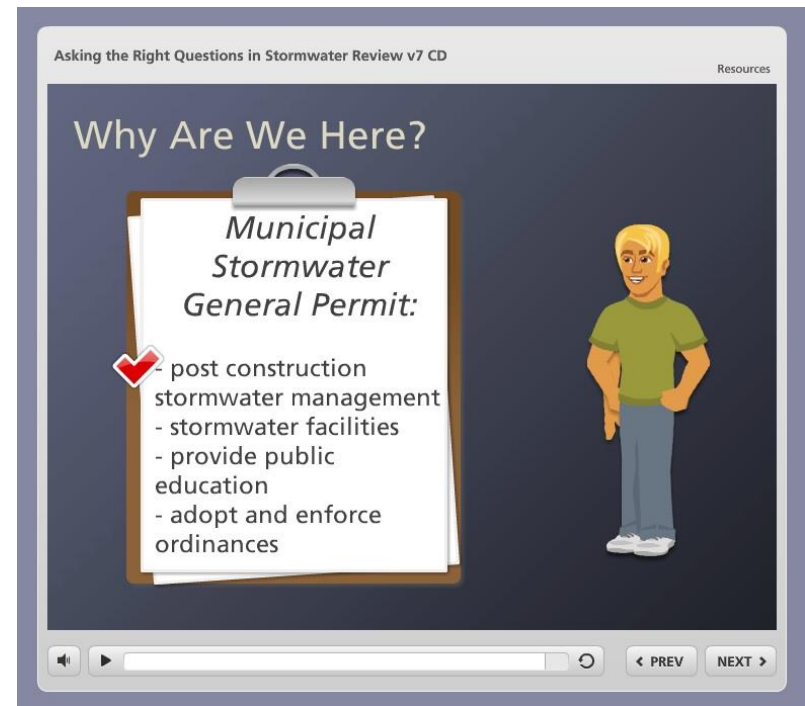 Asking the Right Questions in Stormwater Review v7 CD
Resources
Why Are We Here?
Municipal
Stormwater
General Permit:
- post construction
stormwater management
- stormwater facilities
- provide public
education
- adopt and enforce
ordinances
< PREV
NEXT >